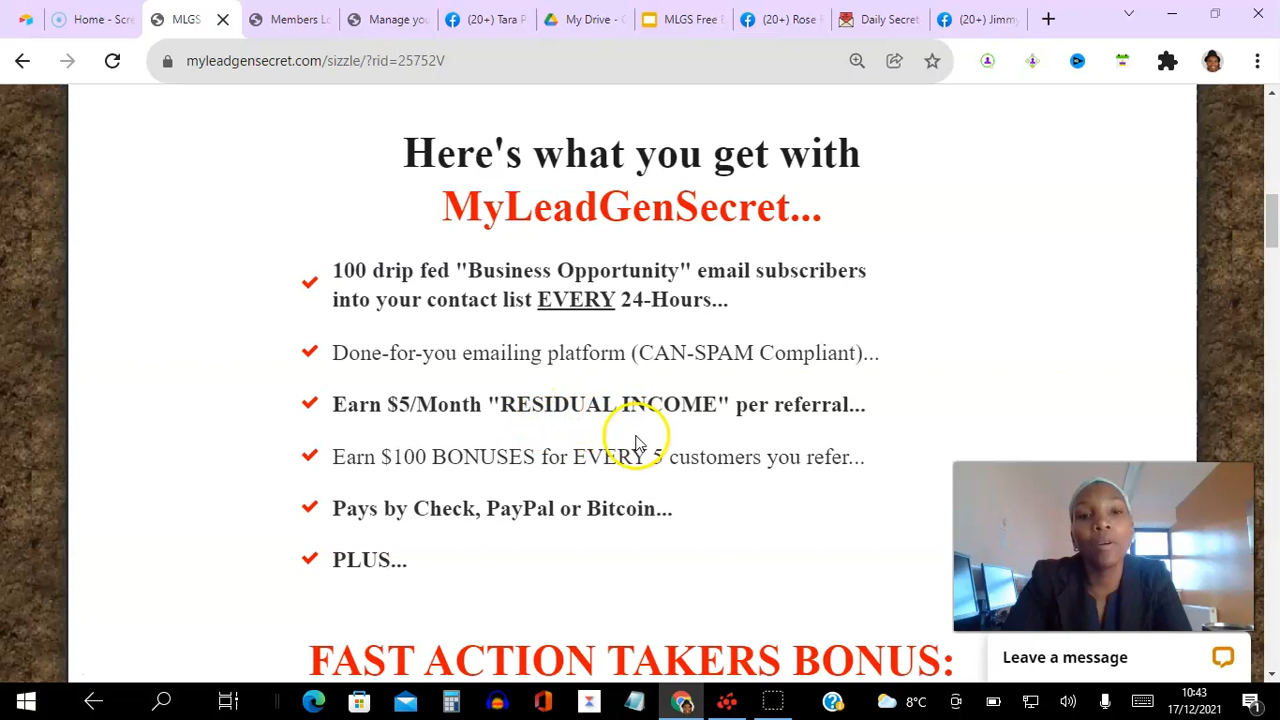 Home - Scre
MLGS
Members Lo
Manage you
(20+) Tara P
My Drive - G
MLGS Free B
(20+) Rose F
Daily Secret
(20+) Jimmy
myleadgensecret.com/sizzle/?rid=25752V
Here's what you get with
MyLeadGenSecret...
100 drip fed "Business Opportunity" email subscribers
into your contact list EVERY 24-Hours...
Done-for-you emailing platform (CAN-SPAM Compliant)...
Earn $5/Month "RESIDUAL INCOME" per referral...
Earn $100 BONUSES for EVERY 5 customers you refer...
Pays by Check, PayPal or Bitcoin...
PLUS...
FAST ACTION TAKERS BONUS:
Leave a message
8°C
10:43
17/12/2021